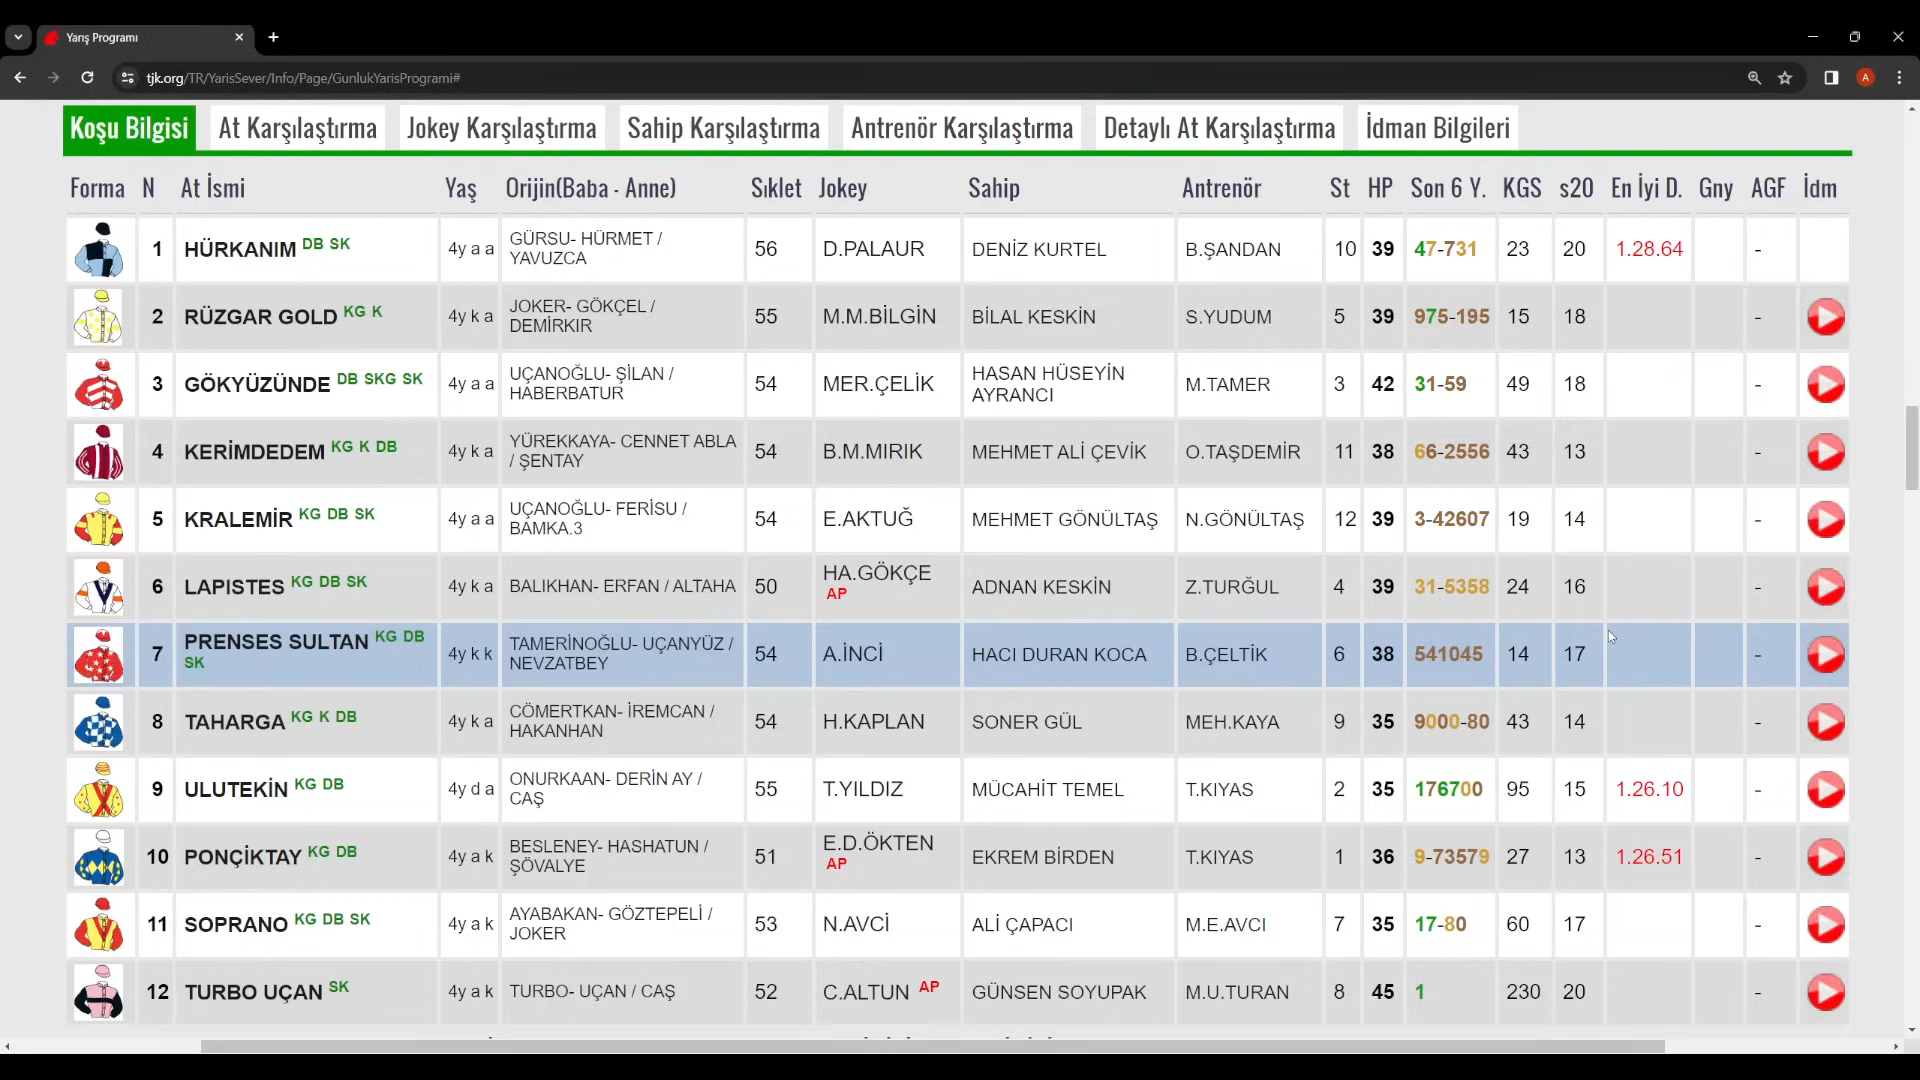 Yarış Programı
tjk.org/TR/YarisSever/Info/Page/GunlukYarisProgrami#
A
Koşu Bilgisi At Karşılaştırma Jokey Karşılaştırma Sahip Karşılaştırma Antrenör Karşılaştırma Detaylı At Karşılaştırma İdman Bilgileri
Forma N At İsmi Yaş Orijin(Baba - Anne) Sıklet Jokey Sahip Antrenör St HP Son 6 Y. KGS s20 En İyi D. Gny AGF İdm
1 HÜRKANIM DB SK 4y a a GÜRSU- HÜRMET / YAVUZCA 56 D.PALAUR DENİZ KURTEL B.ŞANDAN 10 39 47-731 23 20 1.28.64 -
2 RÜZGAR GOLD KG K 4y k a JOKER- GÖKÇEL / DEMİRKIR 55 M.M.BİLGİN BİLAL KESKİN S.YUDUM 5 39 975-195 15 18 -
3 GÖKYÜZÜNDE DB SKG SK 4y a a UÇANOĞLU- ŞİLAN / HABERBATUR 54 MER.ÇELİK HASAN HÜSEYİN AYRANCI M.TAMER 3 42 31-59 49 18 -
4 KERİMDEDEM KG K DB 4y k a YÜREKKAYA- CENNET ABLA / ŞENTAY 54 B.M.MIRIK MEHMET ALİ ÇEVİK O.TAŞDEMİR 11 38 66-2556 43 13 -
5 KRALEMİR KG DB SK 4y a a UÇANOĞLU- FERİSU / BAMKA.3 54 E.AKTUĞ MEHMET GÖNÜLTAŞ N.GÖNÜLTAŞ 12 39 3-42607 19 14 -
6 LAPISTES KG DB SK 4y k a BALIKHAN- ERFAN / ALTAHA 50 HA.GÖKÇE AP ADNAN KESKİN Z.TURĞUL 4 39 31-5358 24 16 -
7 PRENSES SULTAN KG DB SK 4y k k TAMERİNOĞLU- UÇANYÜZ / NEVZATBEY 54 A.İNCİ HACI DURAN KOCA B.ÇELTİK 6 38 541045 14 17 -
8 TAHARGA KG K DB 4y k a CÖMERTKAN- İREMCAN / HAKANHAN 54 H.KAPLAN SONER GÜL MEH.KAYA 9 35 9000-80 43 14 -
9 ULUTEKİN KG DB 4y d a ONURKAAN- DERİN AY / CAŞ 55 T.YILDIZ MÜCAHİT TEMEL T.KIYAS 2 35 176700 95 15 1.26.10 -
10 PONÇİKTAY KG DB 4y a k BESLENEY- HASHATUN / ŞÖVALYE 51 E.D.ÖKTEN AP EKREM BİRDEN T.KIYAS 1 36 9-73579 27 13 1.26.51 -
11 SOPRANO KG DB SK 4y a k AYABAKAN- GÖZTEPELİ / JOKER 53 N.AVCİ ALİ ÇAPACI M.E.AVCI 7 35 17-80 60 17 -
12 TURBO UÇAN SK 4y a k TURBO- UÇAN / CAŞ 52 C.ALTUN AP GÜNSEN SOYUPAK M.U.TURAN 8 45 1 230 20 -